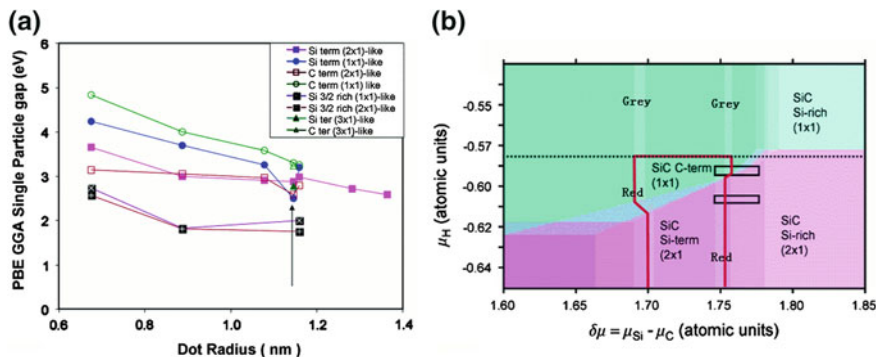 (a)
PBE GGA Single Particle gap (eV)
6
5
4
3
2
1
0
0.6
0.8
1.0
1.2
1.4
Dot Radius ( nm )
Si term (2x1)-like
Si term (1x1)-like
C term (2x1)-like
C term (1x1) like
Si 3/2 rich (1x1)-like
Si 3/2 rich (2x1)-like
Si ter (3x1)-like
C ter (3x1)-like
(b)
μH (atomic units)
-0.55
-0.57
-0.60
-0.62
-0.64
Grey
Grey
SiC
Si-rich
(1x1)
SiC C-term
(1x1)
Red
SiC
Si-term
(2x1
Red
SiC
Si-rich
(2x1)
1.60
1.70
1.75
1.80
1.85
δμ = μSi - μC (atomic units)